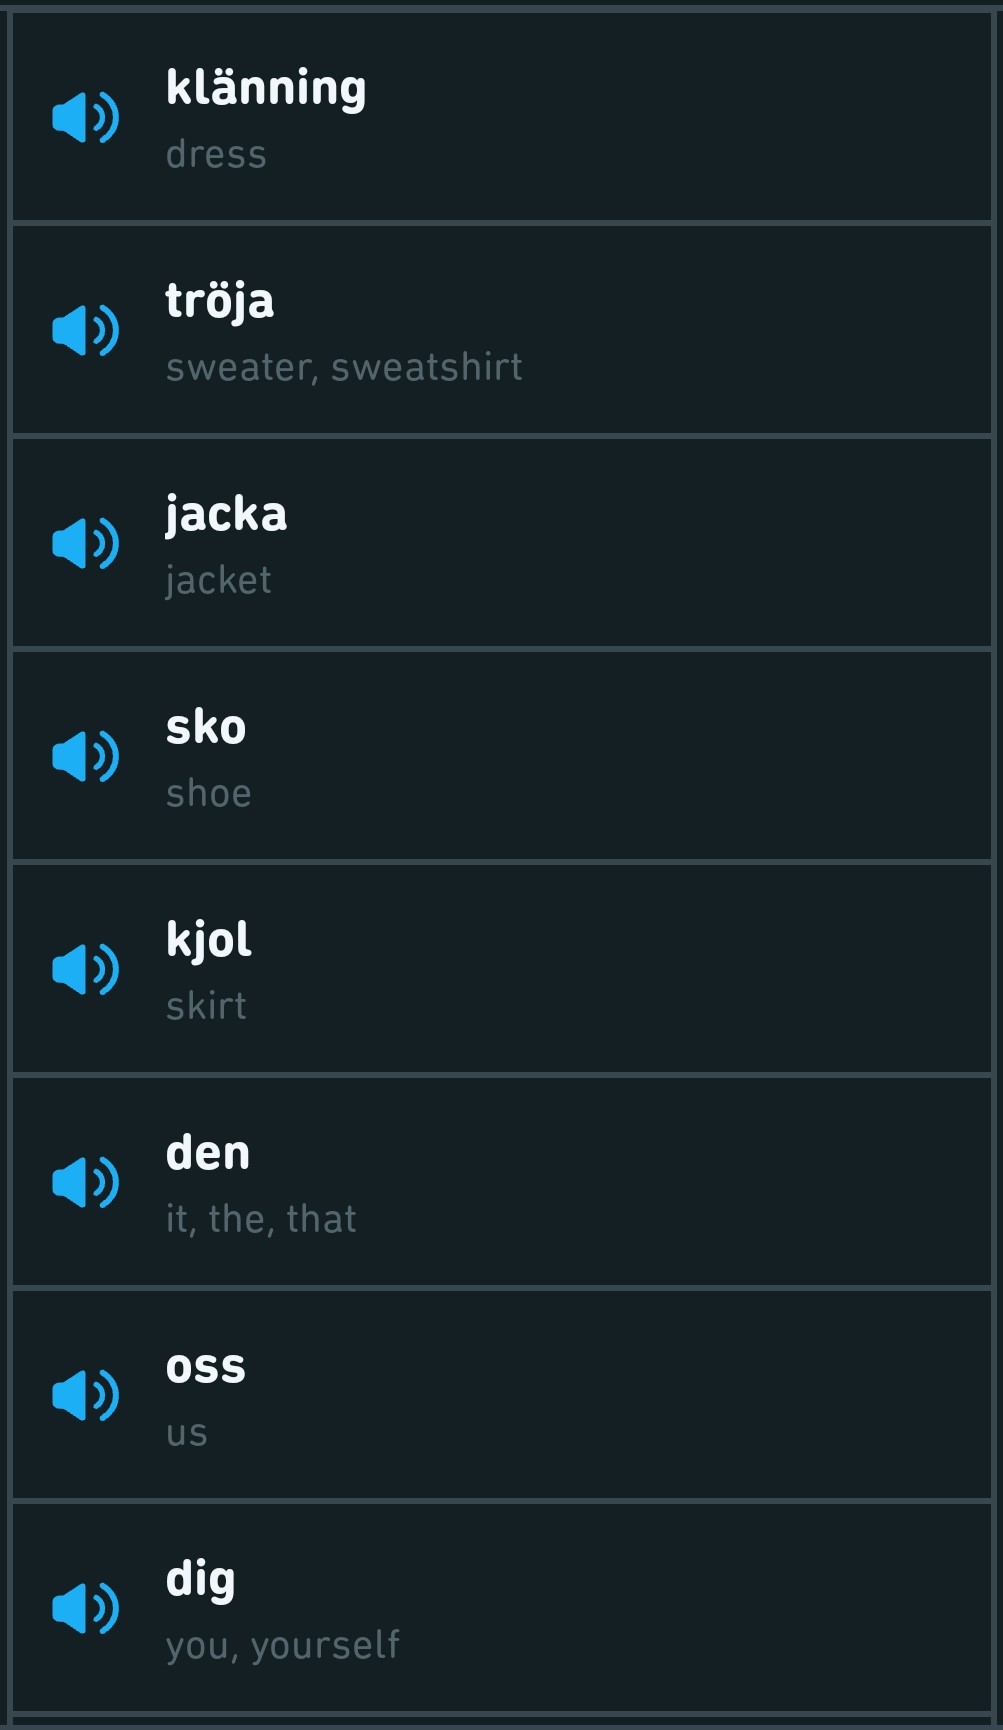 klänning
dress
tröja
sweater, sweatshirt
jacka
jacket
sko
shoe
kjol
skirt
den
it, the, that
oss
us
dig
you, yourself